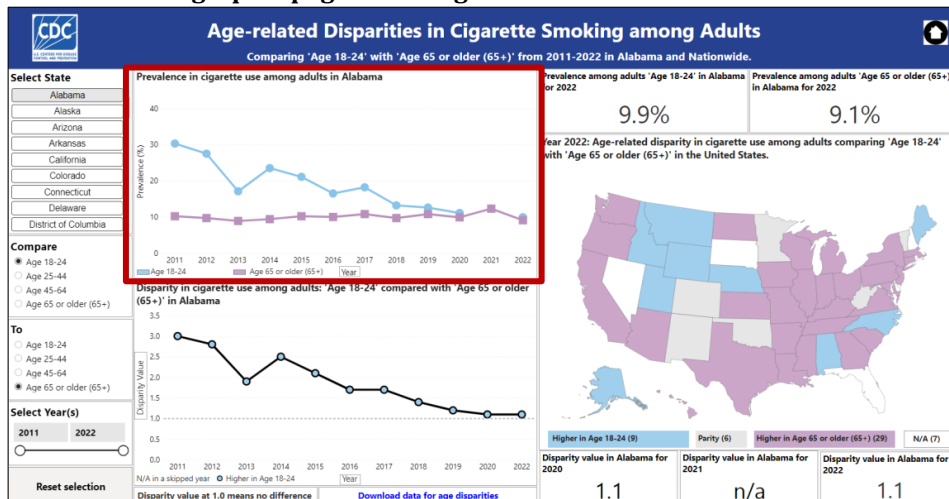 CDC
U.S. CENTERS FOR DISEASE
CONTROL AND PREVENTION
Age-related Disparities in Cigarette Smoking among Adults
Comparing 'Age 18-24' with 'Age 65 or older (65+)' from 2011-2022 in Alabama and Nationwide.
Select State
Alabama
Alaska
Arizona
Arkansas
California
Colorado
Connecticut
Delaware
District of Columbia
Compare
Age 18-24
Age 25-44
Age 45-64
Age 65 or older (65+)
To
Age 18-24
Age 25-44
Age 45-64
Age 65 or older (65+)
Select Year(s)
2011 2022
Reset selection
Prevalence in cigarette use among adults in Alabama
Prevalence (%)
40
30
20
10
0
2011 2012 2013 2014 2015 2016 2017 2018 2019 2020 2021 2022
Age 18-24 Age 65 or older (65+) Year
Disparity in cigarette use among adults: 'Age 18-24' compared with 'Age 65 or older
(65+)' in Alabama
Disparity Value
3.5
3.0
2.5
2.0
1.5
1.0
0.5
0.0
2011 2012 2013 2014 2015 2016 2017 2018 2019 2020 2021 2022
N/A in a skipped year Higher in Age 18-24 Year
Disparity value at 1.0 means no difference
Download data for age disparities
Prevalence among adults 'Age 18-24' in Alabama
for 2022
9.9%
Prevalence among adults 'Age 65 or older (65+)'
in Alabama for 2022
9.1%
Year 2022: Age-related disparity in cigarette use among adults comparing 'Age 18-24'
with 'Age 65 or older (65+)' in the United States.
Higher in Age 18-24 (9) Parity (6) Higher in Age 65 or older (65+) (29) N/A (7)
Disparity value in Alabama for
2020
1.1
Disparity value in Alabama for
2021
n/a
Disparity value in Alabama for
2022
1.1